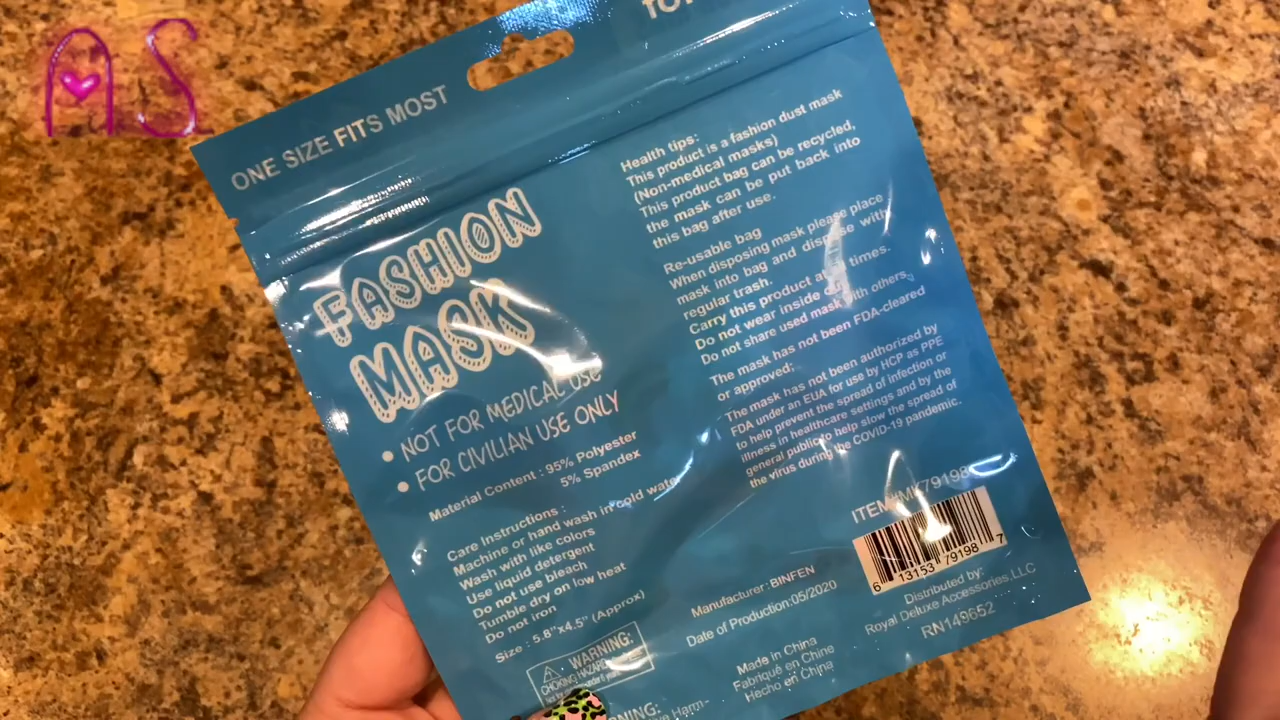 AS
ONE SIZE FITS MOST
FASHION
MASK
• NOT FOR MEDICAL USE
• FOR CIVILIAN USE ONLY
Material Content : 95% Polyester
5% Spandex
Care Instructions :
Machine or hand wash in cold water
Wash with like colors
Use liquid detergent
Do not use bleach
Tumble dry on low heat
Do not iron
Size : 5.8"x4.5" (Approx)
WARNING:
CHOKING HAZARD
Health tips:
This product is a fashion dust mask
(Non-medical masks)
This product bag can be recycled,
the mask can be put back into
this bag after use.
Re-usable bag
When disposing mask please place
mask into bag and dispose with
regular trash.
Carry this product at all times.
Do not wear inside
Do not share used mask with others.
The mask has not been FDA-cleared
or approved;
The mask has not been authorized by
FDA under an EUA for use by HCP as PPE
to help prevent the spread of infection or
illness in healthcare settings and by the
general public to help slow the spread of
the virus during the COVID-19 pandemic.
79198
6 13153 79198 7
Manufacturer: BINFEN
Date of Production:05/2020
Distributed by:
Royal Deluxe Accessories,LLC
RN149652
Made in China
Fabriqué en Chine
Hecho en China